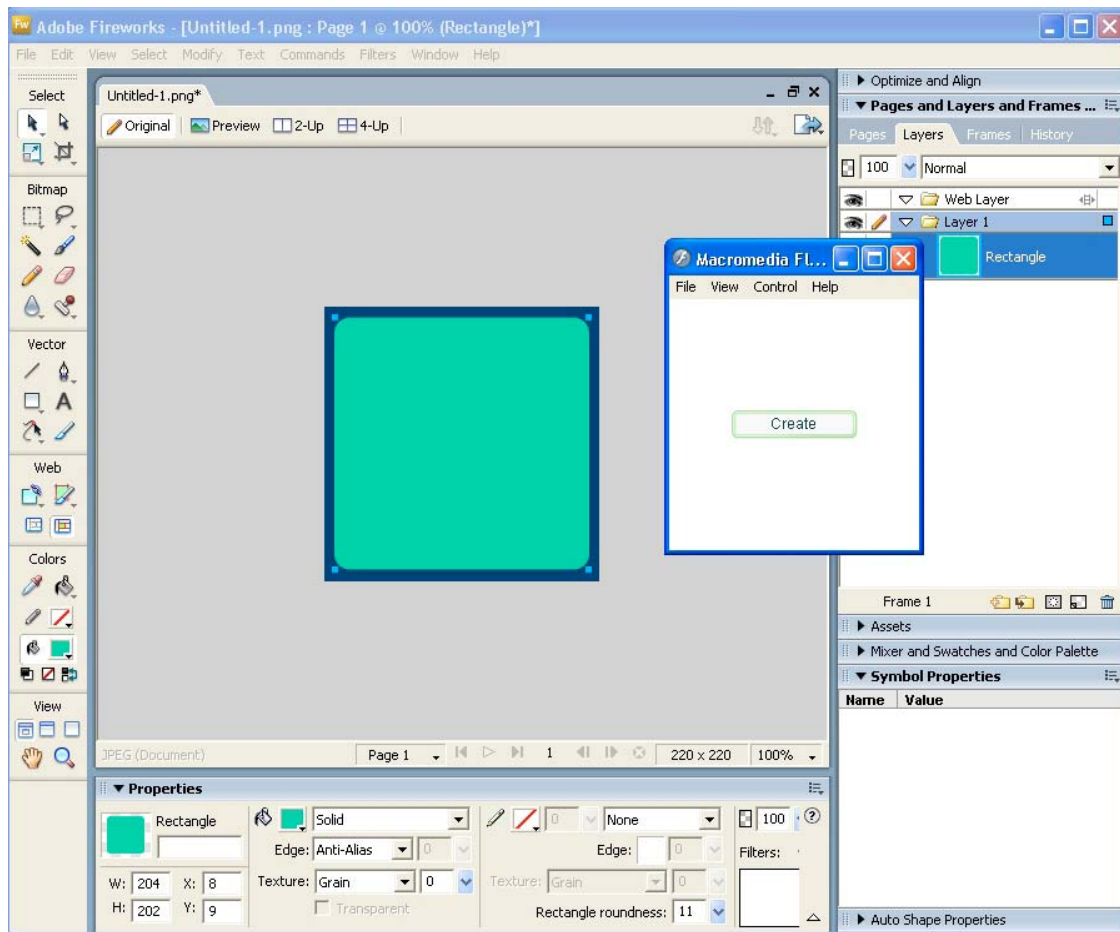 Fw Adobe Fireworks - [Untitled-1.png : Page 1 @ 100% (Rectangle)*]
File Edit View Select Modify Text Commands Filters Window Help
Select
Bitmap
Vector
A
Web
Colors
View
Untitled-1.png*
Original Preview 2-Up 4-Up
JPEG (Document) Page 1 1 220 x 220 100%
Macromedia Fl...
File View Control Help
Create
Optimize and Align
Pages and Layers and Frames ...
Pages Layers Frames History
100 Normal
Web Layer
Layer 1
Rectangle
Frame 1
Assets
Mixer and Swatches and Color Palette
Symbol Properties
Name Value
Auto Shape Properties
Properties
Rectangle Solid 0 None 100 ?
Edge: Anti-Alias 0 Edge: 0 Filters:
W: 204 X: 8 Texture: Grain 0 Texture: Grain 0
H: 202 Y: 9 Transparent Rectangle roundness: 11